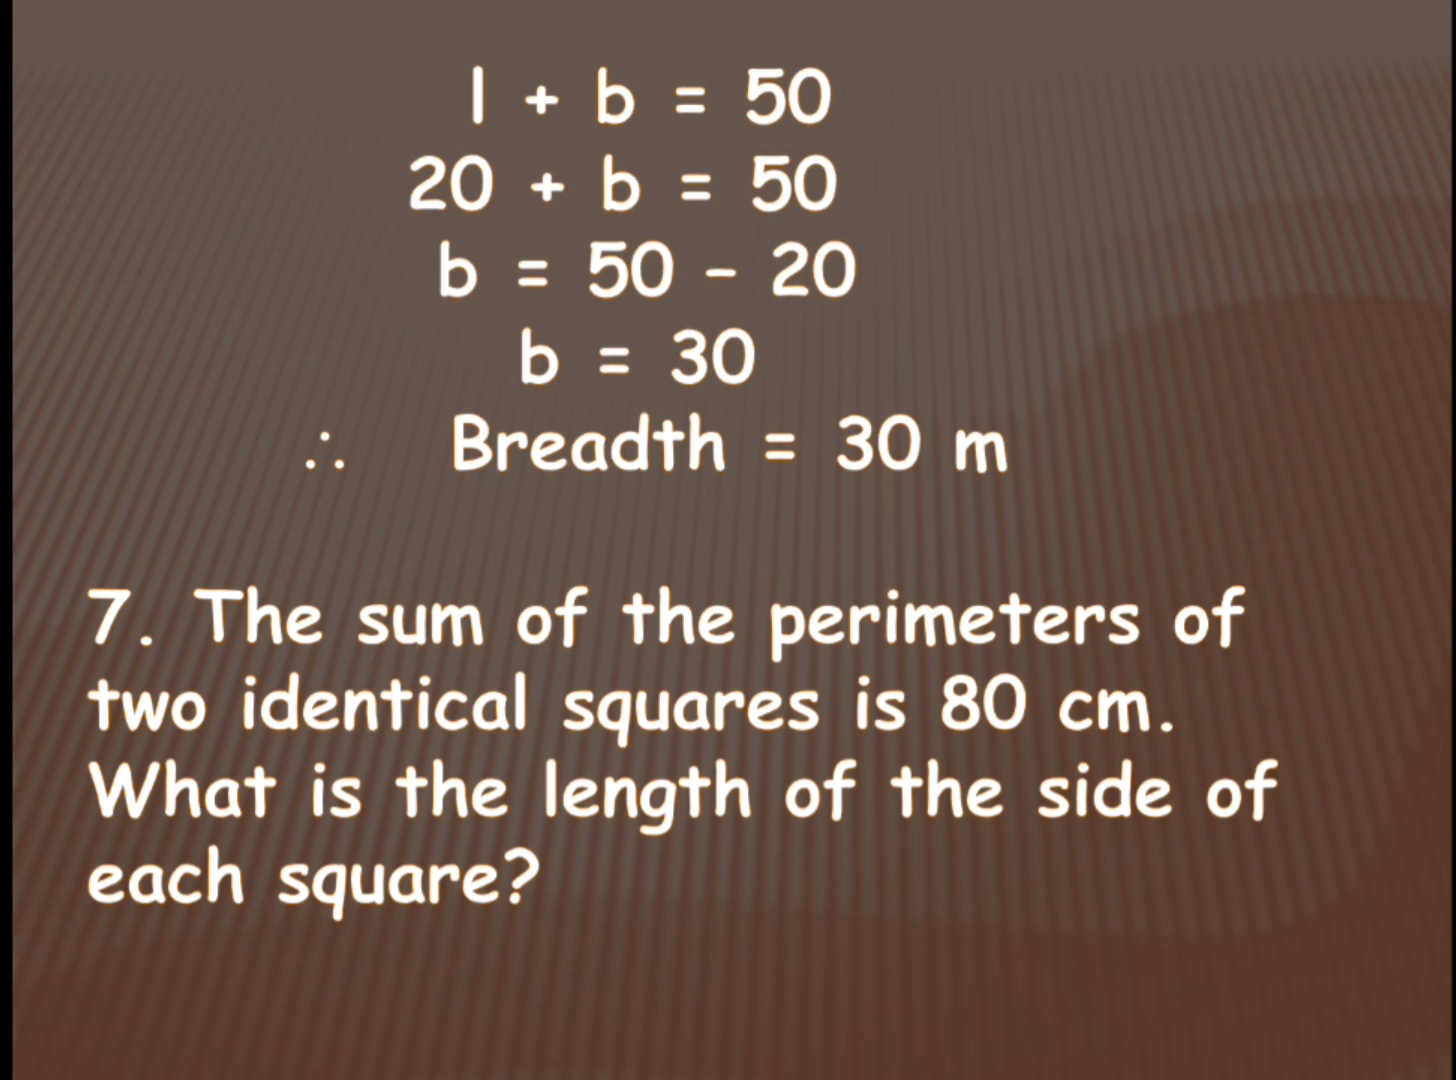 l + b = 50
20 + b = 50
b = 50 - 20
b = 30
∴ Breadth = 30 m
7. The sum of the perimeters of
two identical squares is 80 cm.
What is the length of the side of
each square?